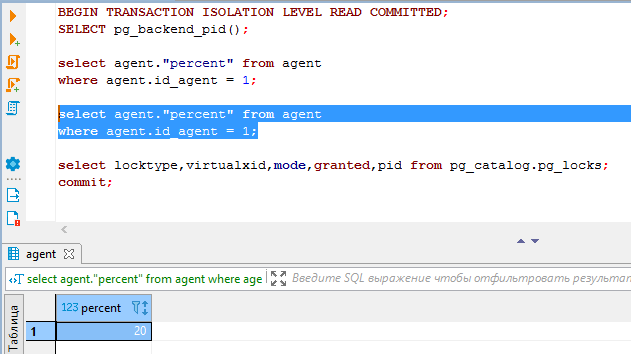 BEGIN TRANSACTION ISOLATION LEVEL READ COMMITTED;
SELECT pg_backend_pid();
select agent."percent" from agent
where agent.id_agent = 1;
select agent."percent" from agent
where agent.id_agent = 1;
select locktype,virtualxid,mode,granted,pid from pg_catalog.pg_locks;
commit;
agent
select agent."percent" from agent where age
Введите SQL выражение чтобы отфильтровать результат
Таблица
123 percent
1 20